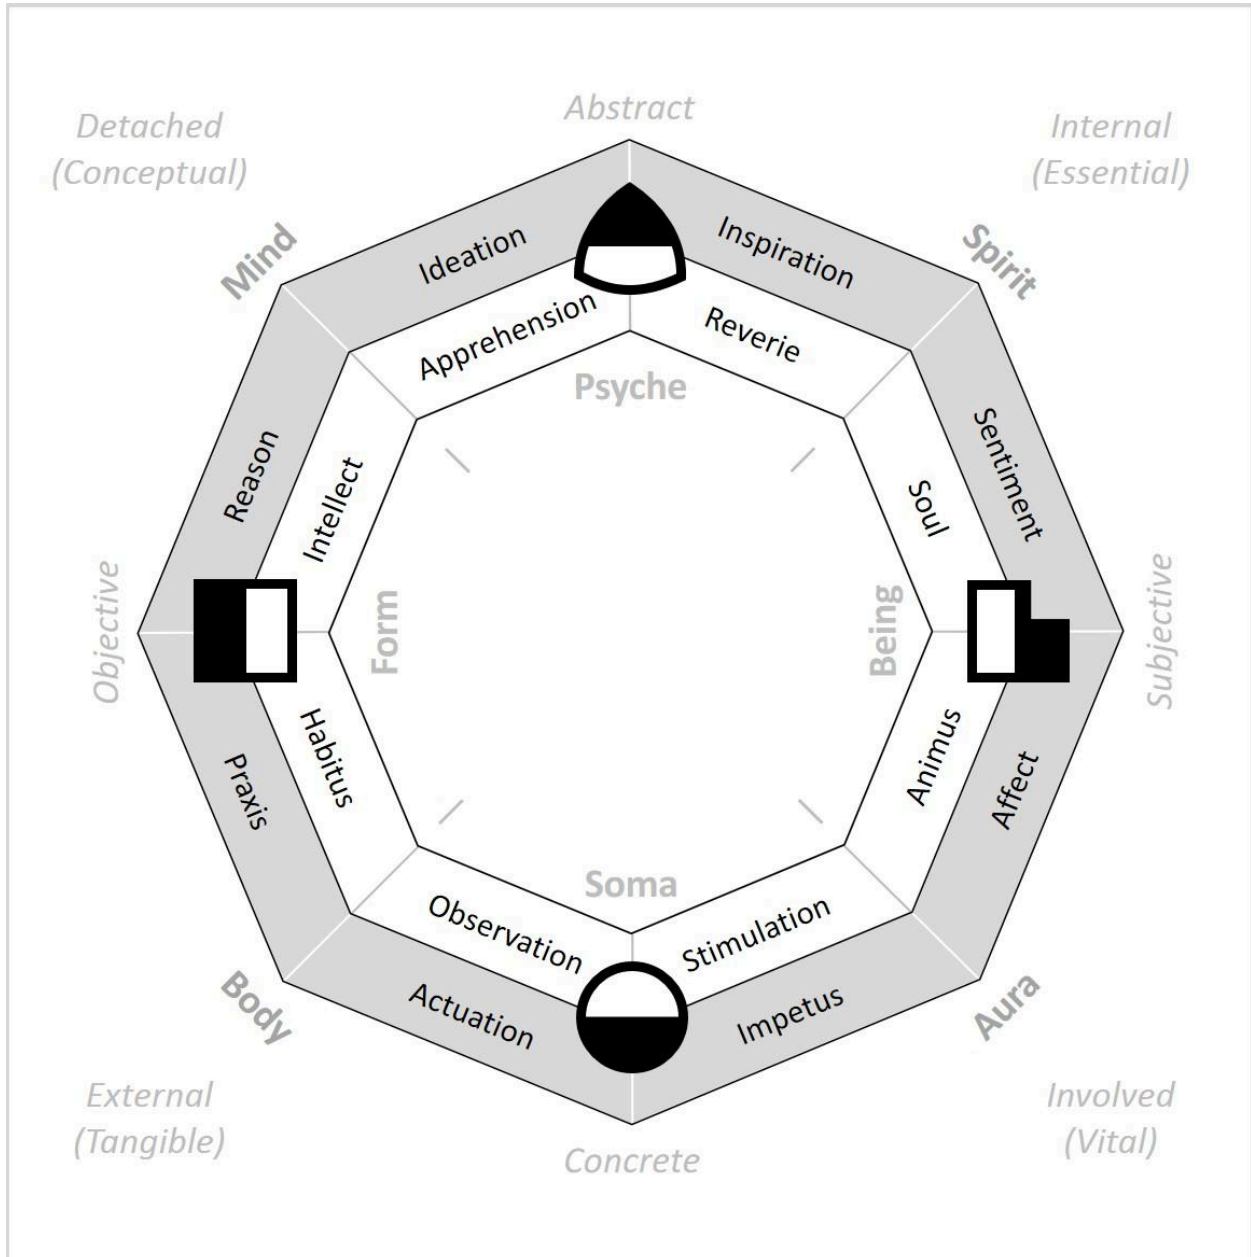 Abstract
Detached
(Conceptual)
Internal
(Essential)
Mind
Spirit
Ideation
Inspiration
Apprehension
Reverie
Psyche
Reason
Intellect
Soul
Sentiment
Objective
Form
Being
Subjective
Praxis
Habitus
Animus
Affect
Soma
Observation
Stimulation
Actuation
Impetus
Body
Aura
External
(Tangible)
Involved
(Vital)
Concrete